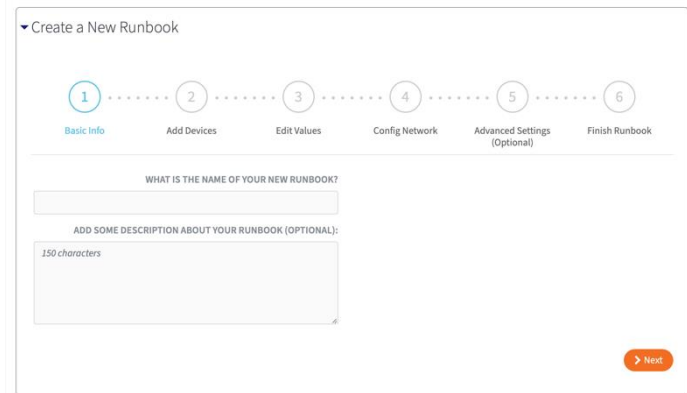 Create a New Runbook
1 2 3 4 5 6
Basic Info Add Devices Edit Values Config Network Advanced Settings Finish Runbook
(Optional)
WHAT IS THE NAME OF YOUR NEW RUNBOOK?
ADD SOME DESCRIPTION ABOUT YOUR RUNBOOK (OPTIONAL):
150 characters
Next